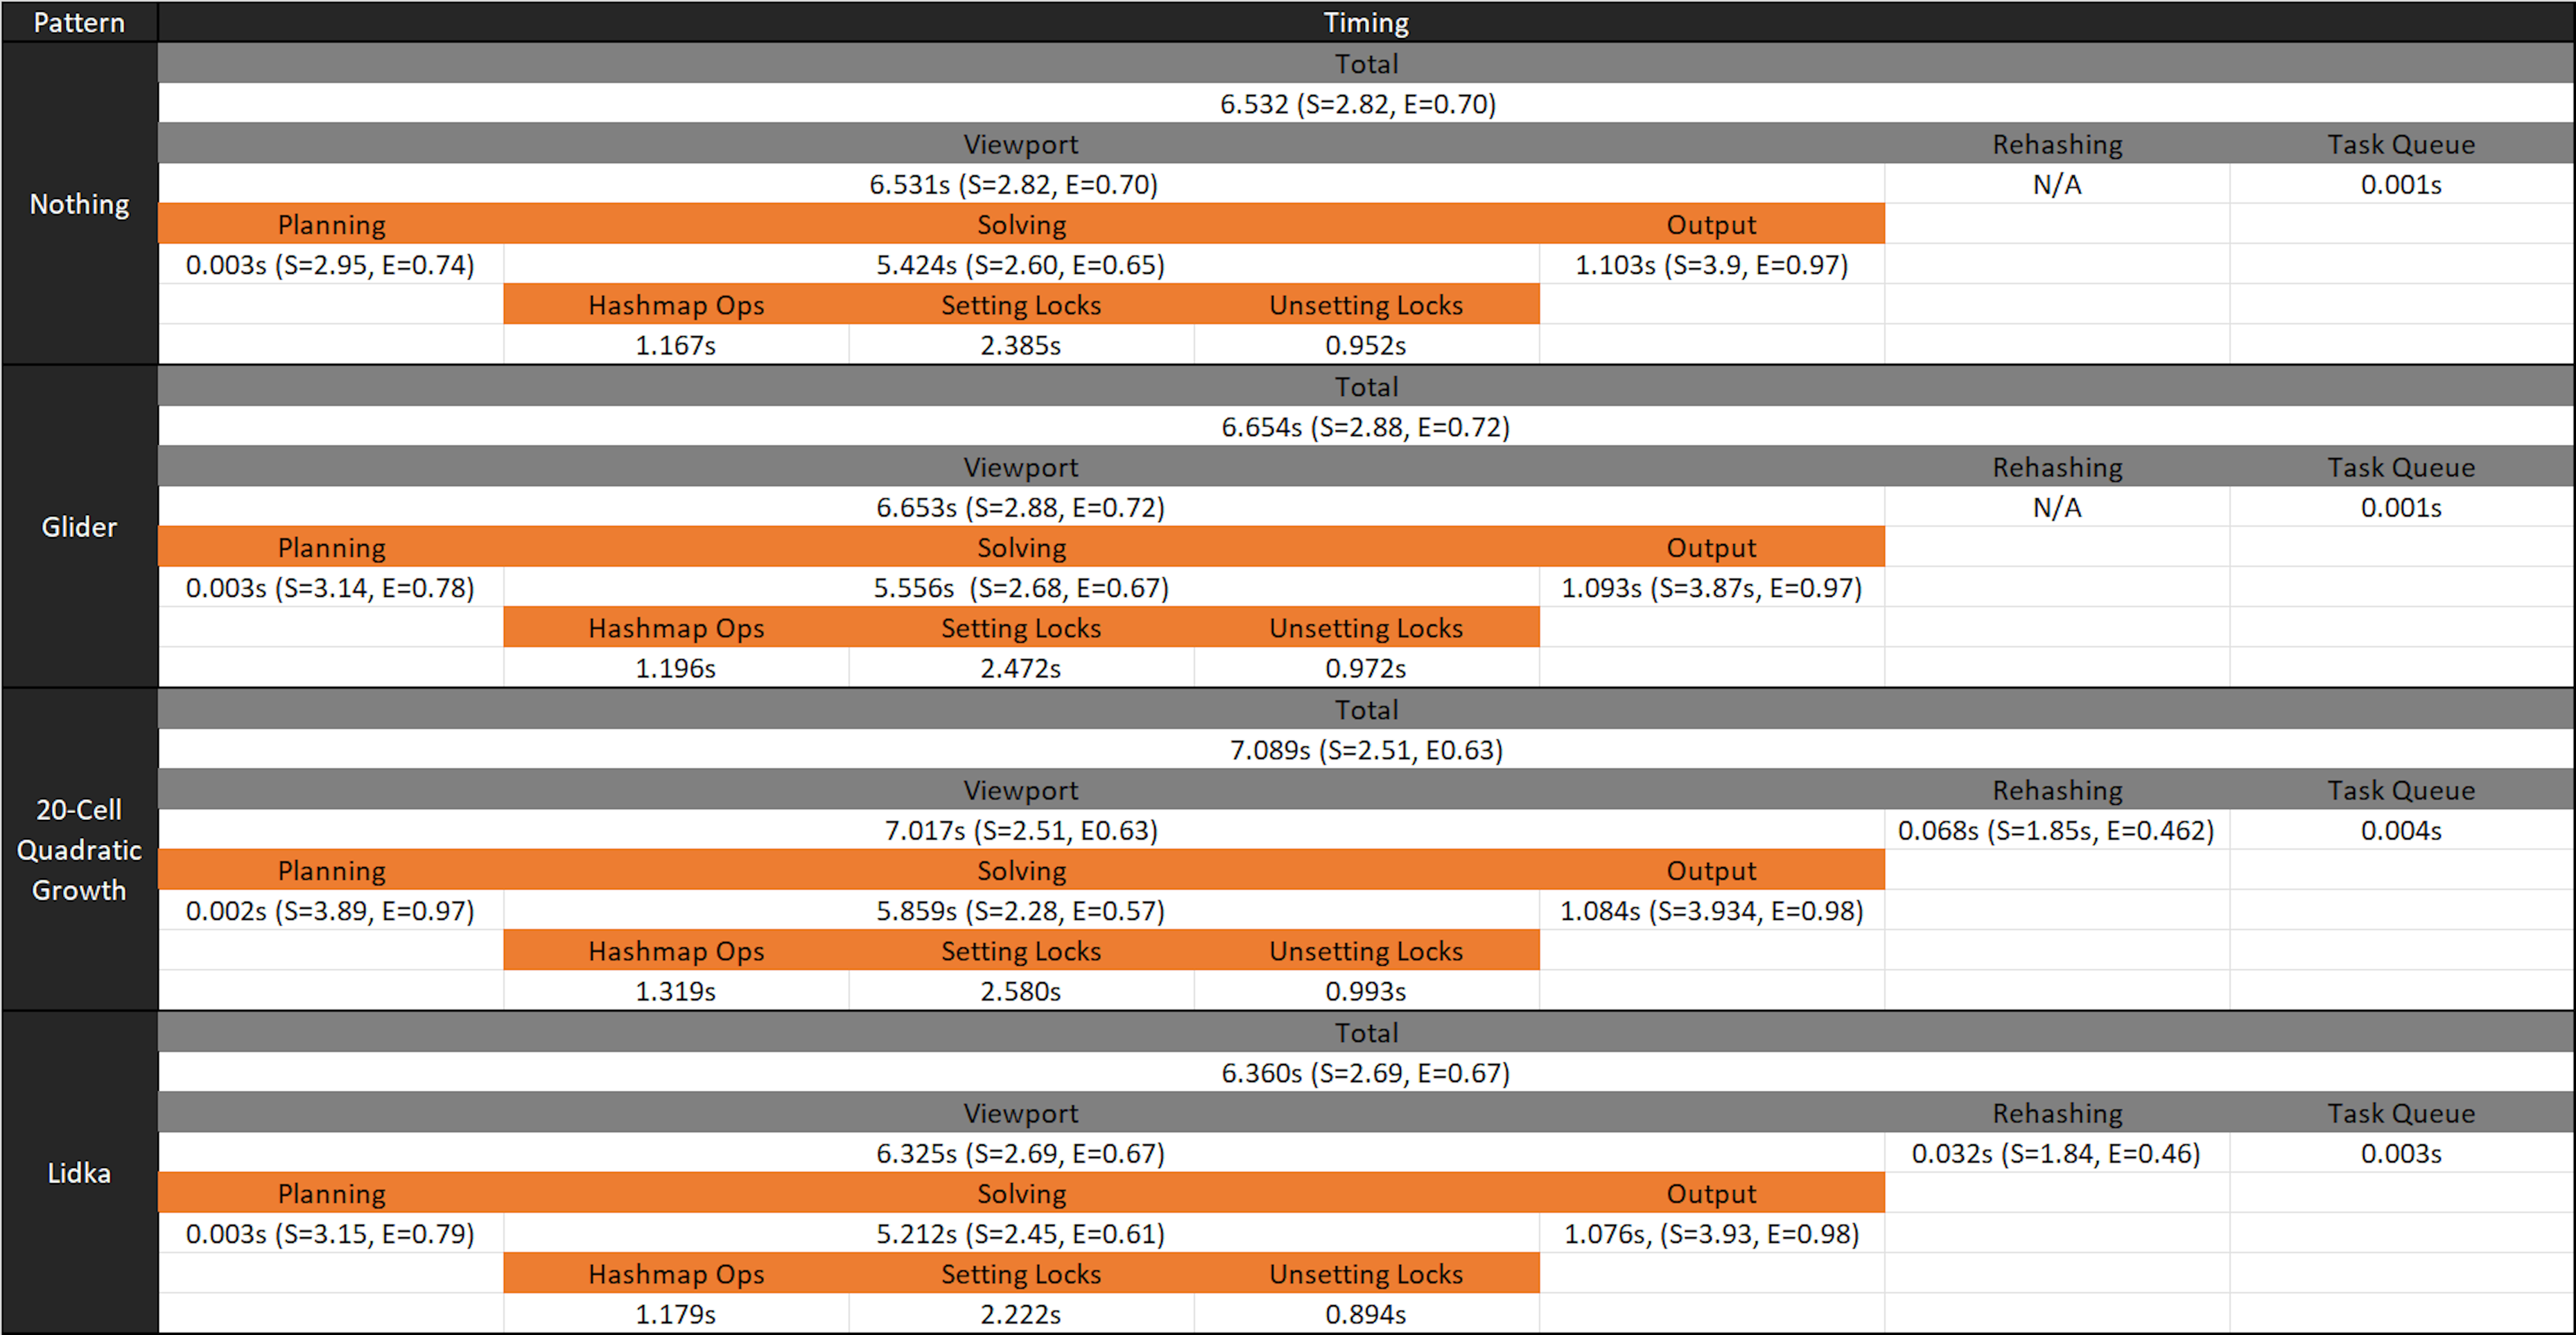 Pattern Timing
Nothing
Total
6.532 (S=2.82, E=0.70)
Viewport Rehashing Task Queue
6.531s (S=2.82, E=0.70) N/A 0.001s
Planning Solving Output
0.003s (S=2.95, E=0.74) 5.424s (S=2.60, E=0.65) 1.103s (S=3.9, E=0.97)
Hashmap Ops Setting Locks Unsetting Locks
1.167s 2.385s 0.952s
Glider
Total
6.654s (S=2.88, E=0.72)
Viewport Rehashing Task Queue
6.653s (S=2.88, E=0.72) N/A 0.001s
Planning Solving Output
0.003s (S=3.14, E=0.78) 5.556s  (S=2.68, E=0.67) 1.093s (S=3.87s, E=0.97)
Hashmap Ops Setting Locks Unsetting Locks
1.196s 2.472s 0.972s
20-Cell
Quadratic
Growth
Total
7.089s (S=2.51, E0.63)
Viewport Rehashing Task Queue
7.017s (S=2.51, E0.63) 0.068s (S=1.85s, E=0.462) 0.004s
Planning Solving Output
0.002s (S=3.89, E=0.97) 5.859s (S=2.28, E=0.57) 1.084s (S=3.934, E=0.98)
Hashmap Ops Setting Locks Unsetting Locks
1.319s 2.580s 0.993s
Lidka
Total
6.360s (S=2.69, E=0.67)
Viewport Rehashing Task Queue
6.325s (S=2.69, E=0.67) 0.032s (S=1.84, E=0.46) 0.003s
Planning Solving Output
0.003s (S=3.15, E=0.79) 5.212s (S=2.45, E=0.61) 1.076s, (S=3.93, E=0.98)
Hashmap Ops Setting Locks Unsetting Locks
1.179s 2.222s 0.894s